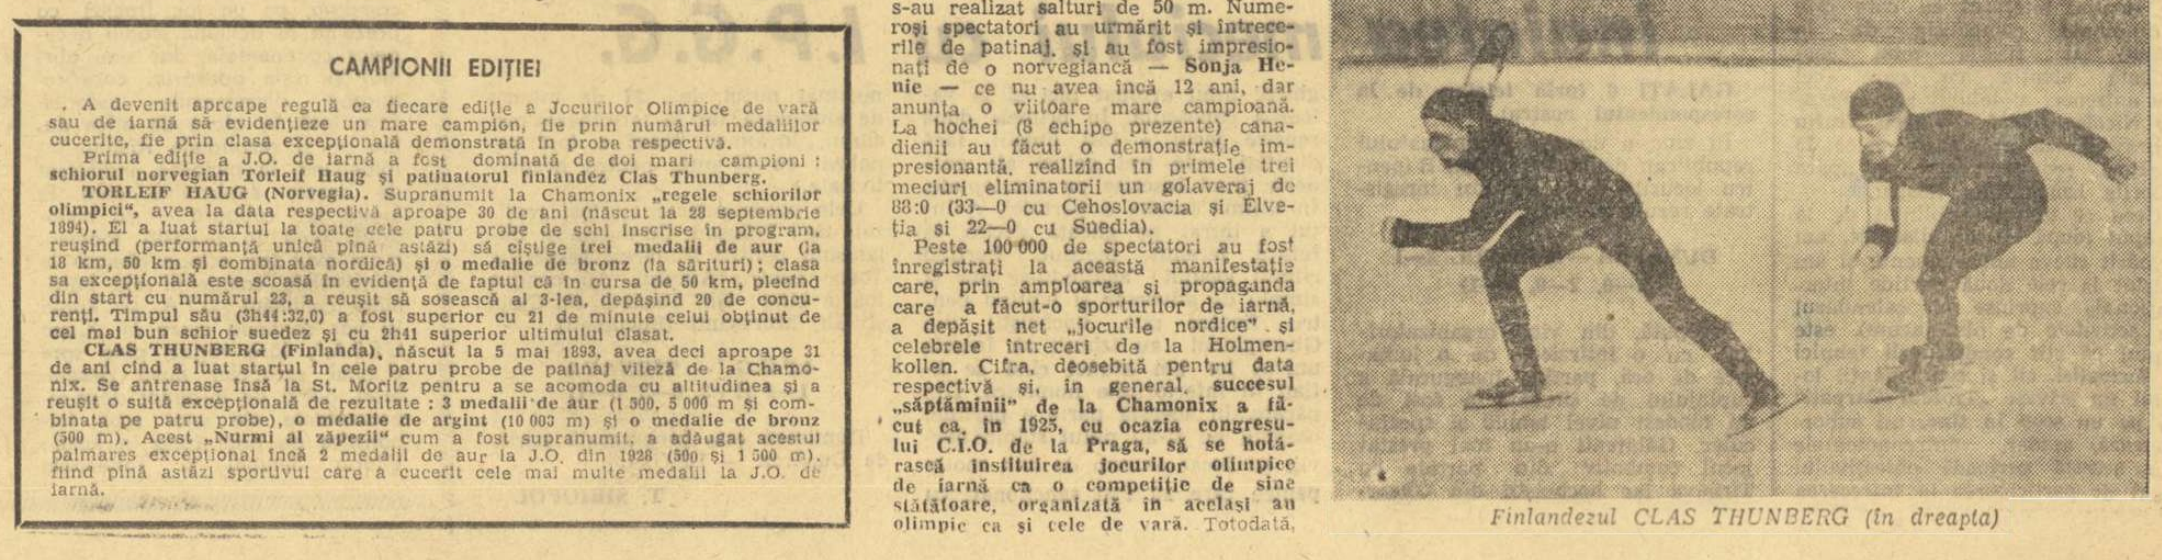 CAMPIONII EDIȚIEI
. A devenit aproape regulă ca fiecare ediție a Jocurilor Olimpice de vară
sau de iarnă să evidențieze un mare campion, fie prin numărul medaliilor
cucerite, fie prin clasa excepțională demonstrată în proba respectivă.
Prima ediție a J.O. de iarnă a fost dominată de doi mari campioni :
schiorul norvegian Torleif Haug și patinatorul finlandez Clas Thunberg.
TORLEIF HAUG (Norvegia). Supranumit la Chamonix „regele schiorilor
olimpici“, avea la data respectivă aproape 30 de ani (născut la 28 septembrie
1894). El a luat startul la toate cele patru probe de schi înscrise în program,
reușind (performanță unică pînă astăzi) să cîștige trei medalii de aur (la
18 km, 50 km și combinata nordică) și o medalie de bronz (la sărituri) ; clasa
sa excepțională este scoasă în evidență de faptul că în cursa de 50 km, plecînd
din start cu numărul 23, a reușit să sosească al 3-lea, depășind 20 de concu-
renți. Timpul său (3h44:32,0) a fost superior cu 21 de minute celui obținut de
cel mai bun schior suedez și cu 2h41 superior ultimului clasat.
CLAS THUNBERG (Finlanda), născut la 5 mai 1893, avea deci aproape 31
de ani cînd a luat startul în cele patru probe de patinaj viteză de la Chamo-
nix. Se antrenase însă la St. Moritz pentru a se acomoda cu altitudinea și a
reușit o suită excepțională de rezultate : 3 medalii de aur (1 500, 5 000 m și com-
binata pe patru probe), o medalie de argint (10 000 m) și o medalie de bronz
(500 m). Acest „Nurmi al zăpezii“ cum a fost supranumit, a adăugat acestui
palmares excepțional încă 2 medalii de aur la J.O. din 1928 (500 și 1 500 m),
fiind pînă astăzi sportivul care a cucerit cele mai multe medalii la J.O. de
iarnă.
s-au realizat salturi de 50 m. Nume-
roși spectatori au urmărit și întrece-
rile de patinaj, și au fost impresio-
nați de o norvegiancă — Sonja He-
nie — ce nu avea încă 12 ani, dar
anunța o viitoare mare campioană.
La hochei (8 echipe prezente) cana-
dienii au făcut o demonstrație im-
presionantă, realizînd în primele trei
meciuri eliminatorii un golaveraj de
88:0 (33—0 cu Cehoslovacia și Elve-
ția și 22—0 cu Suedia).
Peste 100 000 de spectatori au fost
înregistrați la această manifestație
care, prin amploarea și propaganda
care a făcut-o sporturilor de iarnă,
a depășit net „jocurile nordice“ și
celebrele întreceri de la Holmen-
kollen. Cifra, deosebită pentru data
respectivă și, în general, succesul
„săptămînii“ de la Chamonix a fă-
cut ca, în 1925, cu ocazia congresu-
lui C.I.O. de la Praga, să se hotă-
rască instituirea jocurilor olimpice
de iarnă ca o competiție de sine
stătătoare, organizată în același an
olimpic ca și cele de vară. Totodată,
Finlandezul CLAS THUNBERG (în dreapta)